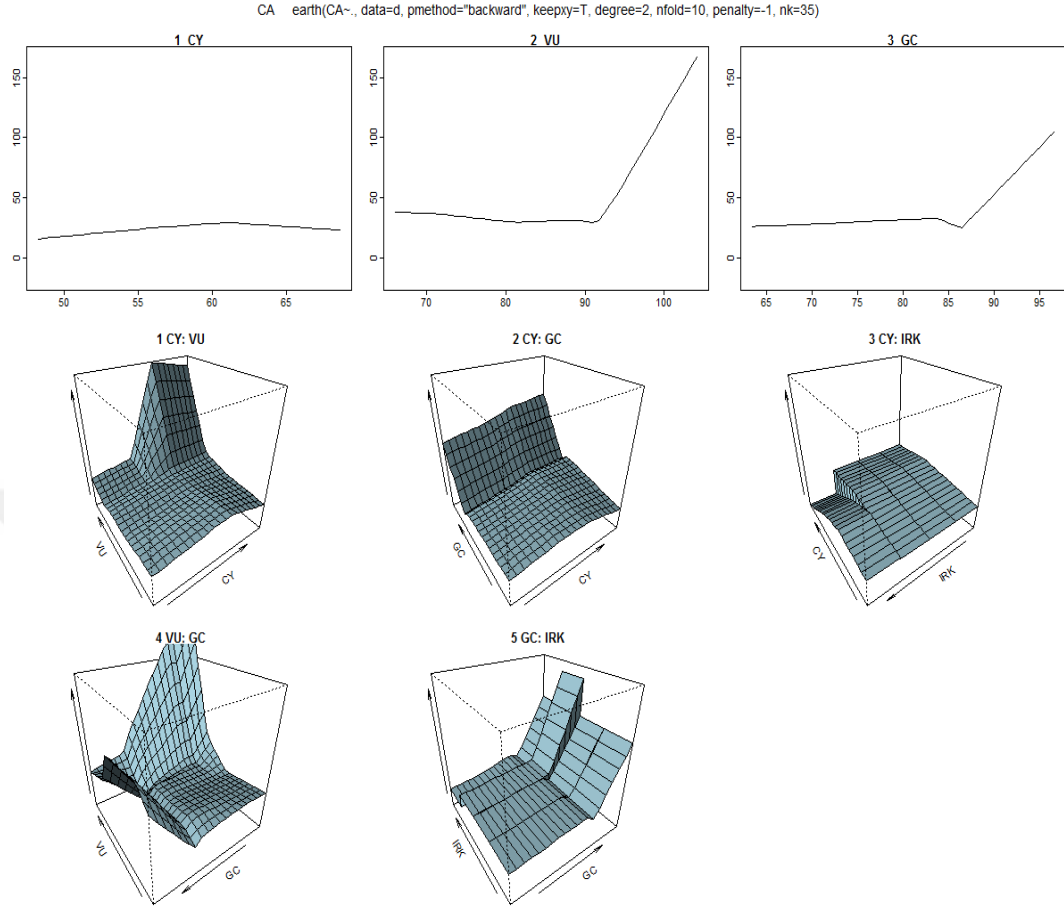 CA earth(CA~., data=d, pmethod="backward", keepxy=T, degree=2, nfold=10, penalty=-1, nk=35)
1 CY 2 VU 3 GC
150 150 150
100 100 100
50 50 50
0 0 0
50 55 60 65 70 80 90 100 65 70 75 80 85 90 95
1 CY: VU 2 CY: GC 3 CY: IRK
VU CY GC CY CY IRK
4 VU: GC 5 GC: IRK
VU GC IRK GC